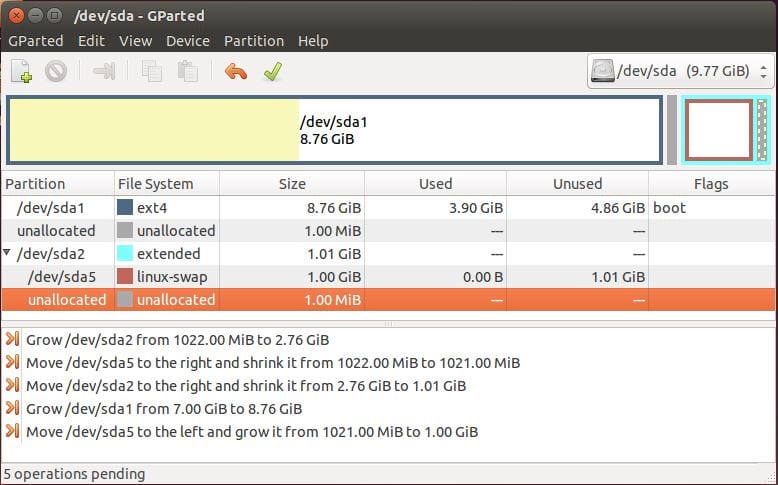 /dev/sda - GParted
GParted Edit View Device Partition Help
/dev/sda (9.77 GiB)
/dev/sda1
8.76 GiB
Partition File System Size Used Unused Flags
/dev/sda1 ext4 8.76 GiB 3.90 GiB 4.86 GiB boot
unallocated unallocated 1.00 MiB --- ---
/dev/sda2 extended 1.01 GiB --- ---
/dev/sda5 linux-swap 1.00 GiB 0.00 B 1.01 GiB
unallocated unallocated 1.00 MiB --- ---
Grow /dev/sda2 from 1022.00 MiB to 2.76 GiB
Move /dev/sda5 to the right and shrink it from 1022.00 MiB to 1021.00 MiB
Move /dev/sda2 to the right and shrink it from 2.76 GiB to 1.01 GiB
Grow /dev/sda1 from 7.00 GiB to 8.76 GiB
Move /dev/sda5 to the left and grow it from 1021.00 MiB to 1.00 GiB
5 operations pending